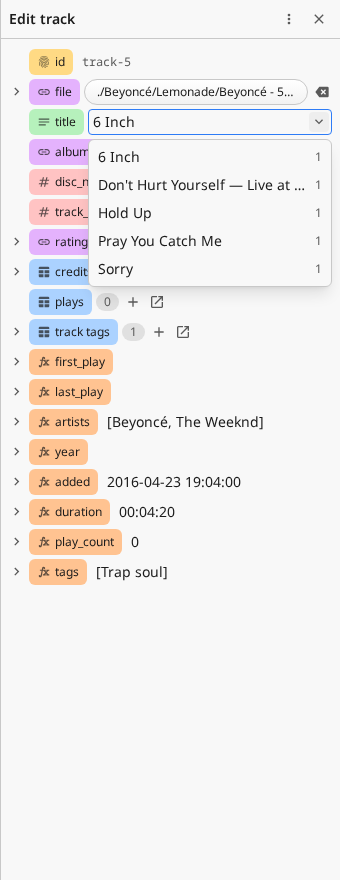 Edit track
id track-5
file ./Beyoncé/Lemonade/Beyoncé - 5...
title 6 Inch
album
6 Inch 1
disc_n
Don't Hurt Yourself — Live at ... 1
track_
Hold Up 1
rating
Pray You Catch Me 1
credit
Sorry 1
plays 0
track tags 1
first_play
last_play
artists [Beyoncé, The Weeknd]
year
added 2016-04-23 19:04:00
duration 00:04:20
play_count 0
tags [Trap soul]